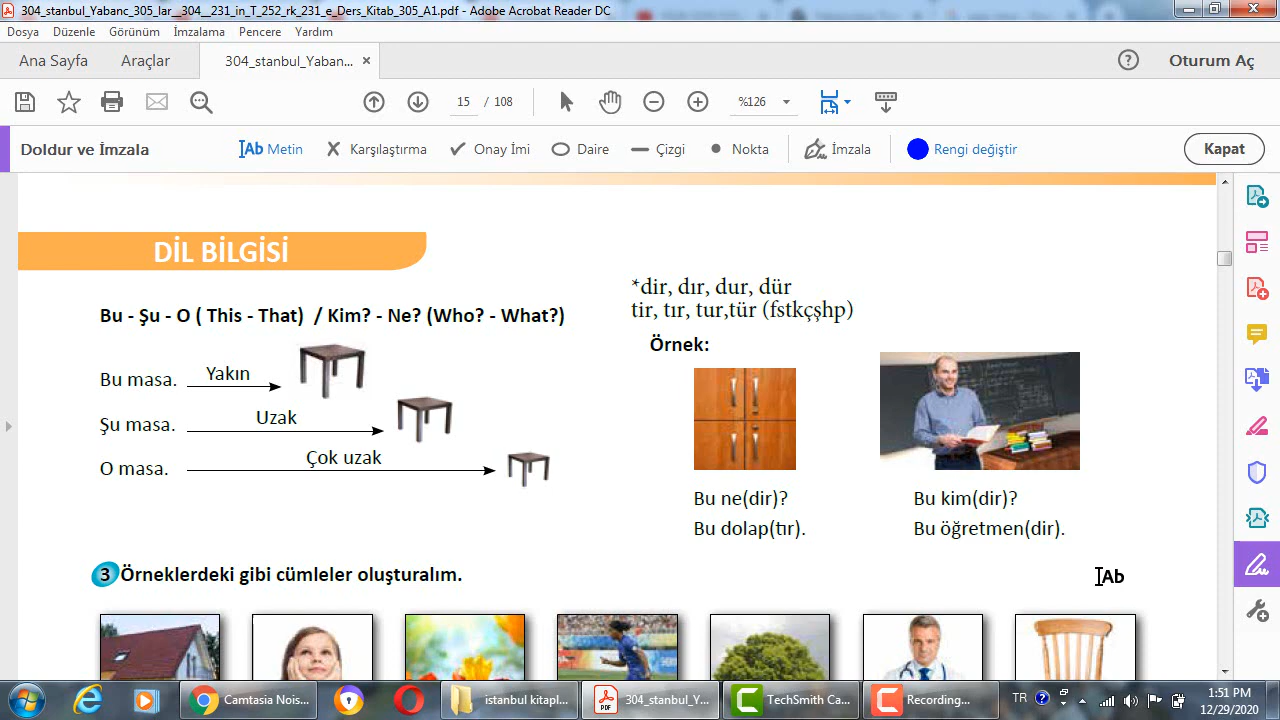 304_stanbul_Yabanc_305_lar__304__231_in_T_252_rk_231_e_Ders_Kitab_305_A1.pdf - Adobe Acrobat Reader DC
Dosya Düzenle Görünüm İmzalama Pencere Yardım
Ana Sayfa Araçlar 304_stanbul_Yaban... × Oturum Aç
15 / 108 %126
Doldur ve İmzala Ab Metin Karşılaştırma Onay İmi Daire Çizgi Nokta İmzala Rengi değiştir Kapat
DİL BİLGİSİ
*dir, dır, dur, dür
tir, tır, tur,tür (fstkçşhp)
Bu - Şu - O ( This - That) / Kim? - Ne? (Who? - What?)
Örnek:
Bu masa. Yakın
Şu masa. Uzak
O masa. Çok uzak
Bu ne(dir)? Bu kim(dir)?
Bu dolap(tır). Bu öğretmen(dir).
3 Örneklerdeki gibi cümleler oluşturalım.
Ab
Camtasia Nois... istanbul kitapl... 304_stanbul_Y... TechSmith Ca... Recording... TR 1:51 PM
12/29/2020